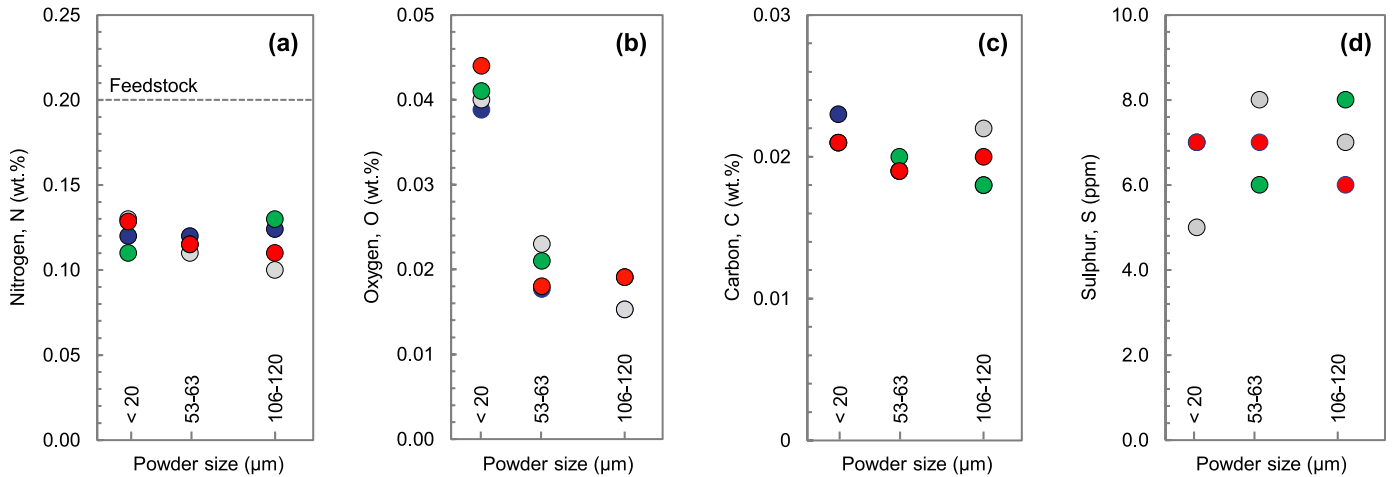 (a)
Feedstock
Nitrogen, N (wt.%)
0.25
0.20
0.15
0.10
0.05
0.00
< 20
53-63
106-120
Powder size (µm)
(b)
Oxygen, O (wt.%)
0.05
0.04
0.03
0.02
0.01
0.00
< 20
53-63
106-120
Powder size (µm)
(c)
Carbon, C (wt.%)
0.03
0.02
0.01
0
< 20
53-63
106-120
Powder size (µm)
(d)
Sulphur, S (ppm)
10.0
8.0
6.0
4.0
2.0
0.0
< 20
53-63
106-120
Powder size (µm)